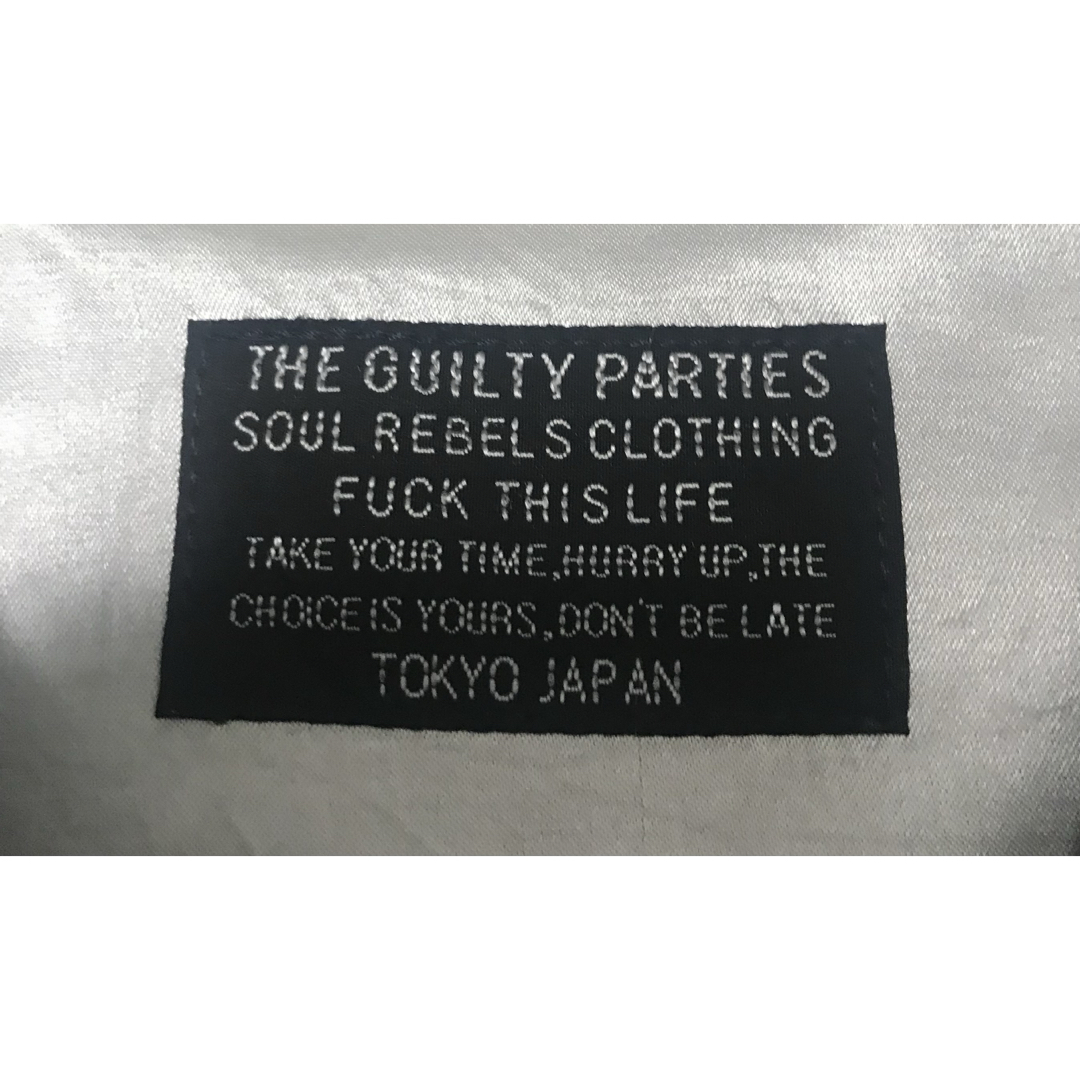 THE GUILTY PARTIES
SOUL REBELS CLOTHING
FUCK THIS LIFE
TAKE YOUR TIME,HURRY UP,THE
CHOICE IS YOURS,DON'T BE LATE
TOKYO JAPAN